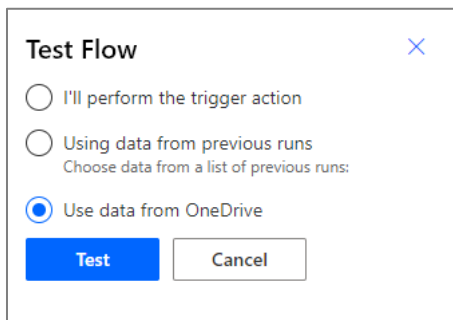 Test Flow
I'll perform the trigger action
Using data from previous runs
Choose data from a list of previous runs:
Use data from OneDrive
Test Cancel